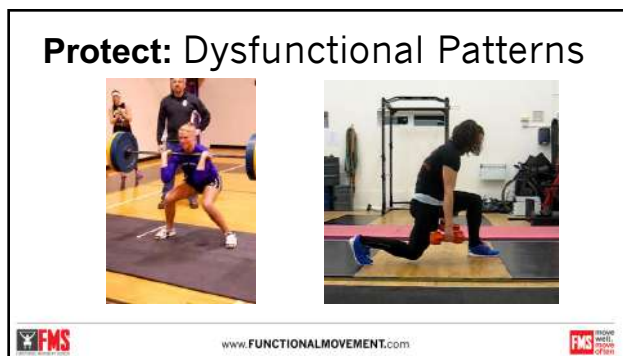 Protect: Dysfunctional Patterns
FMS
www.FUNCTIONALMOVEMENT.com
FMS
move
well.
move
often